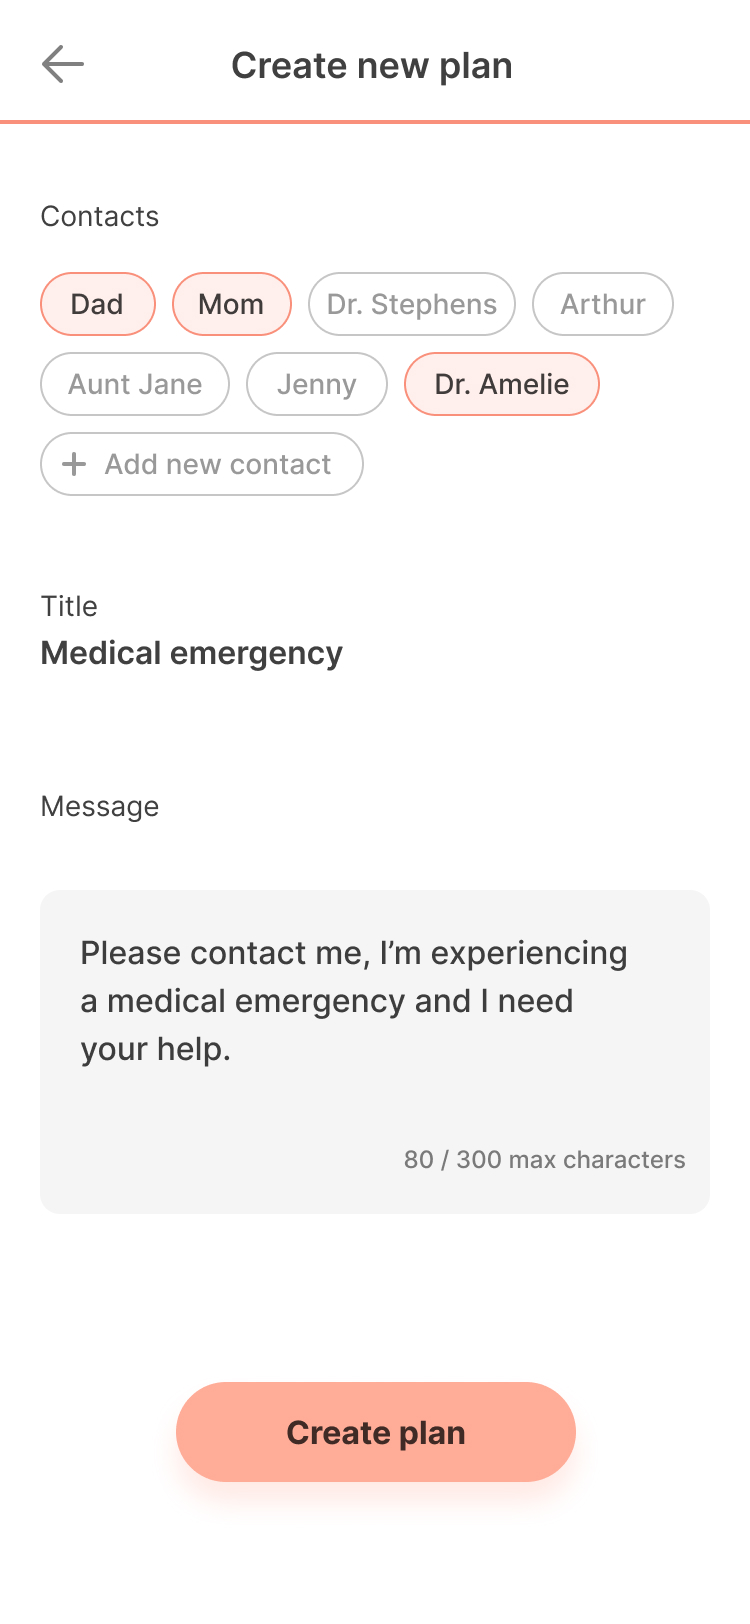 Create new plan
Contacts
Dad Mom Dr. Stephens Arthur
Aunt Jane Jenny Dr. Amelie
+ Add new contact
Title
Medical emergency
Message
Please contact me, I’m experiencing
a medical emergency and I need
your help.
80 / 300 max characters
Create plan